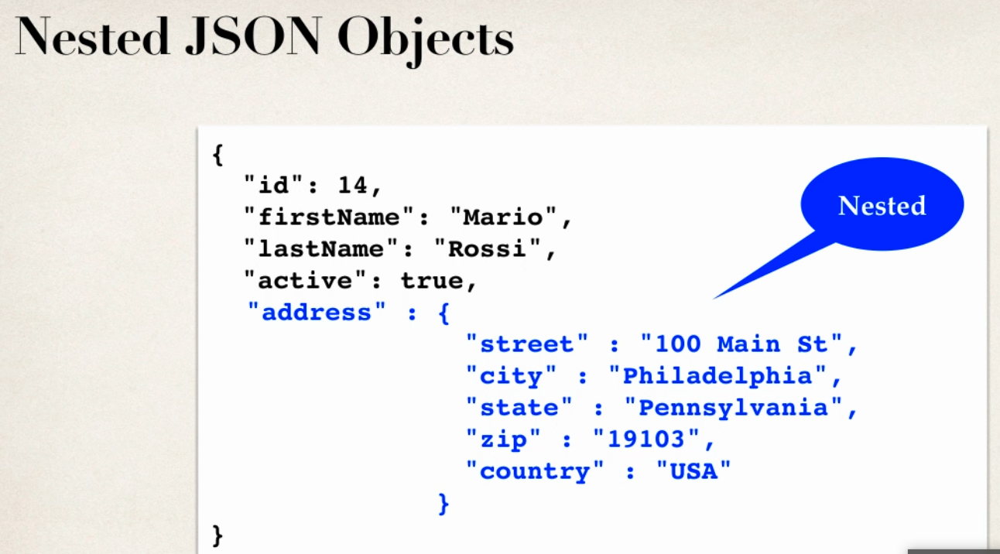 Nested JSON Objects
{
"id": 14,
"firstName": "Mario",
"lastName": "Rossi",
"active": true,
"address" : {
"street" : "100 Main St",
"city" : "Philadelphia",
"state" : "Pennsylvania",
"zip" : "19103",
"country" : "USA"
}
}
Nested